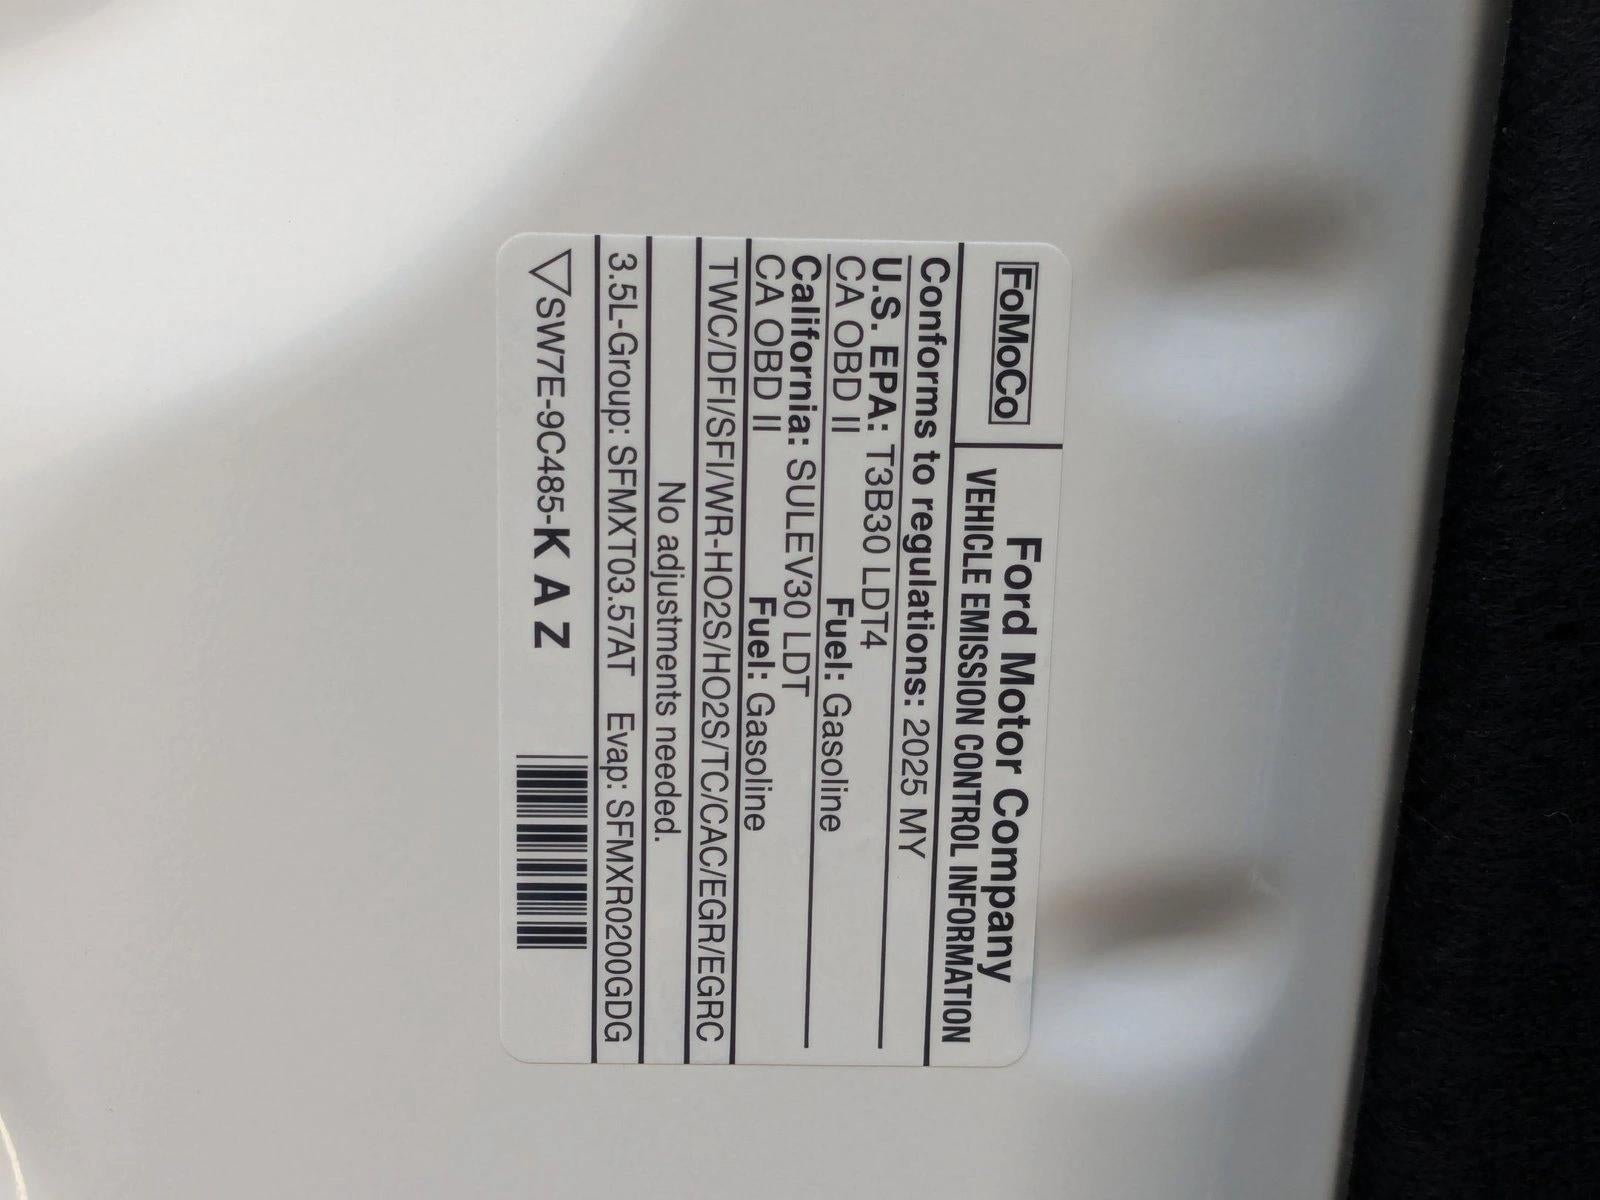 FoMoCo
Ford Motor Company
VEHICLE EMISSION CONTROL INFORMATION
Conforms to regulations: 2025 MY
U.S. EPA: T3B30 LDT4
CA OBD II Fuel: Gasoline
California: SULEV30 LDT
CA OBD II Fuel: Gasoline
TWC/DFI/SFI/WR-HO2S/HO2S/TC/CAC/EGR/EGRC
No adjustments needed.
3.5L-Group: SFMXT03.57AT Evap: SFMXR0200GDG
SW7E-9C485-K A Z